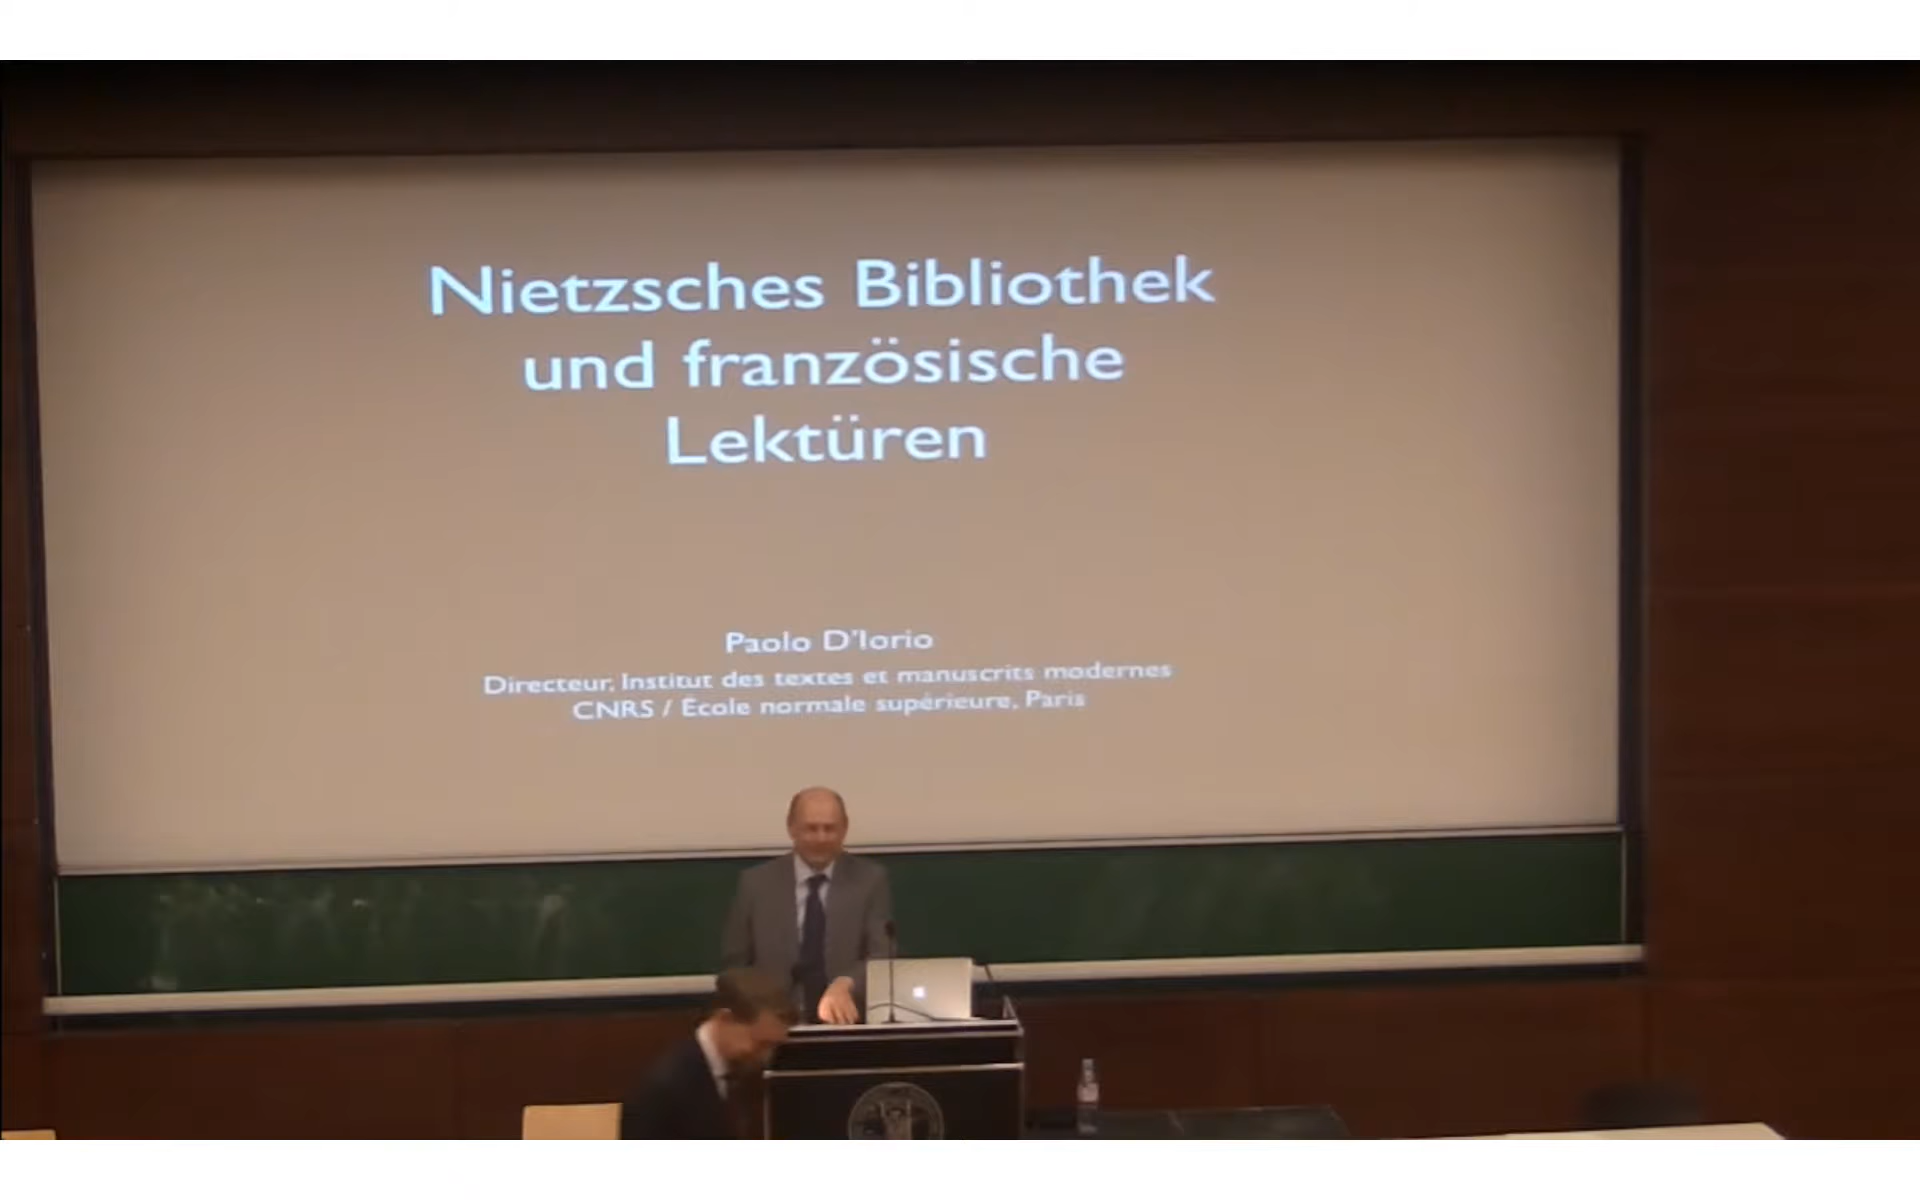 Nietzsches Bibliothek
und französische
Lektüren
Paolo D'Iorio
Directeur, Institut des textes et manuscrits modernes
CNRS / École normale supérieure, Paris